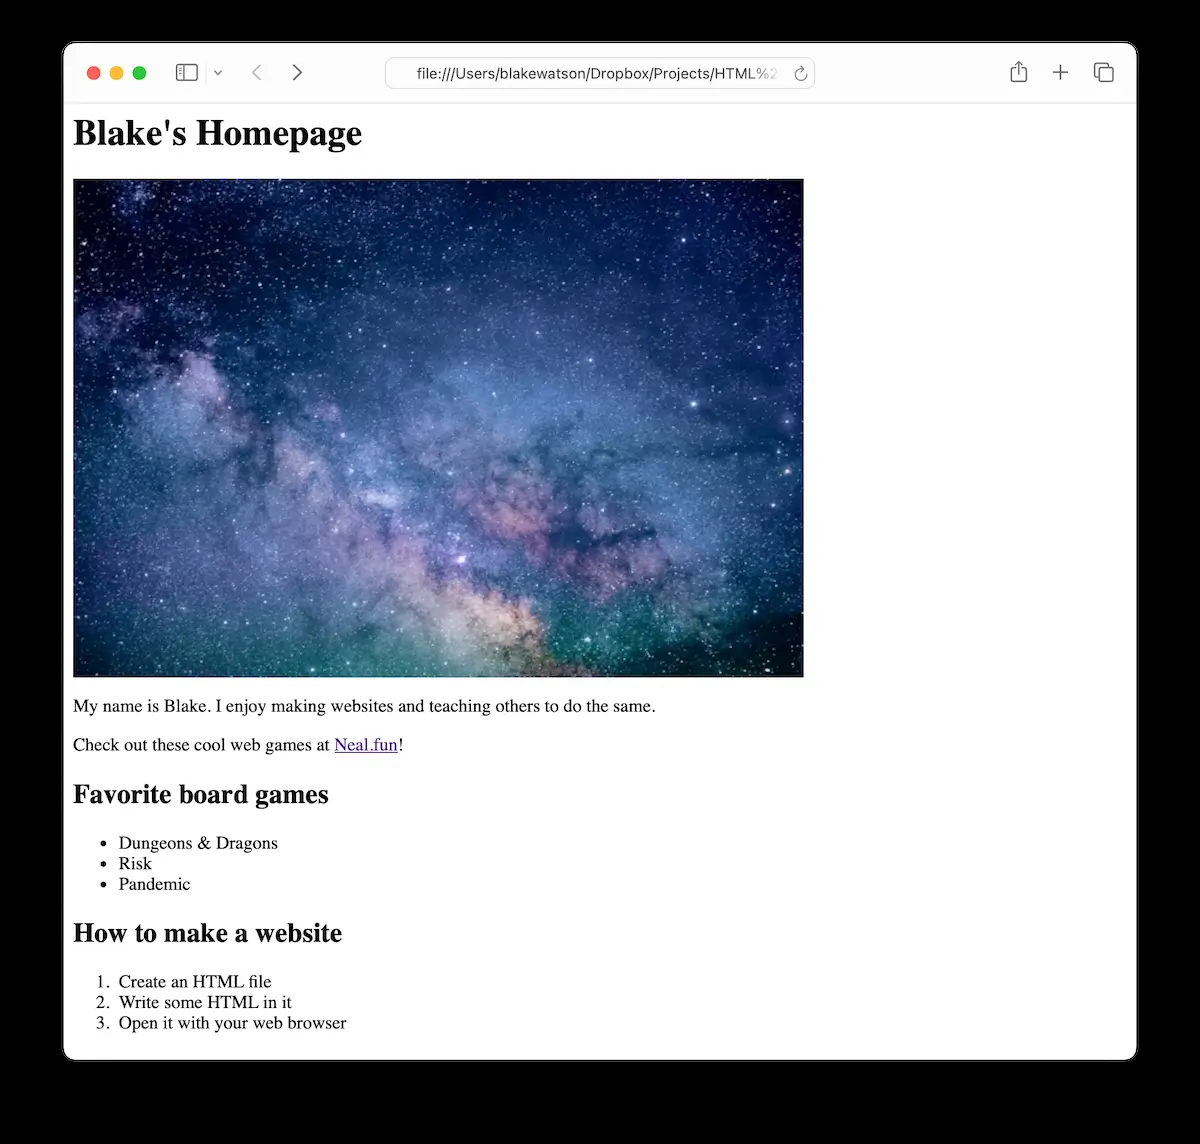 file:///Users/blakewatson/Dropbox/Projects/HTML%2
Blake's Homepage
My name is Blake. I enjoy making websites and teaching others to do the same.
Check out these cool web games at Neal.fun!
Favorite board games
• Dungeons & Dragons
• Risk
• Pandemic
How to make a website
1. Create an HTML file
2. Write some HTML in it
3. Open it with your web browser